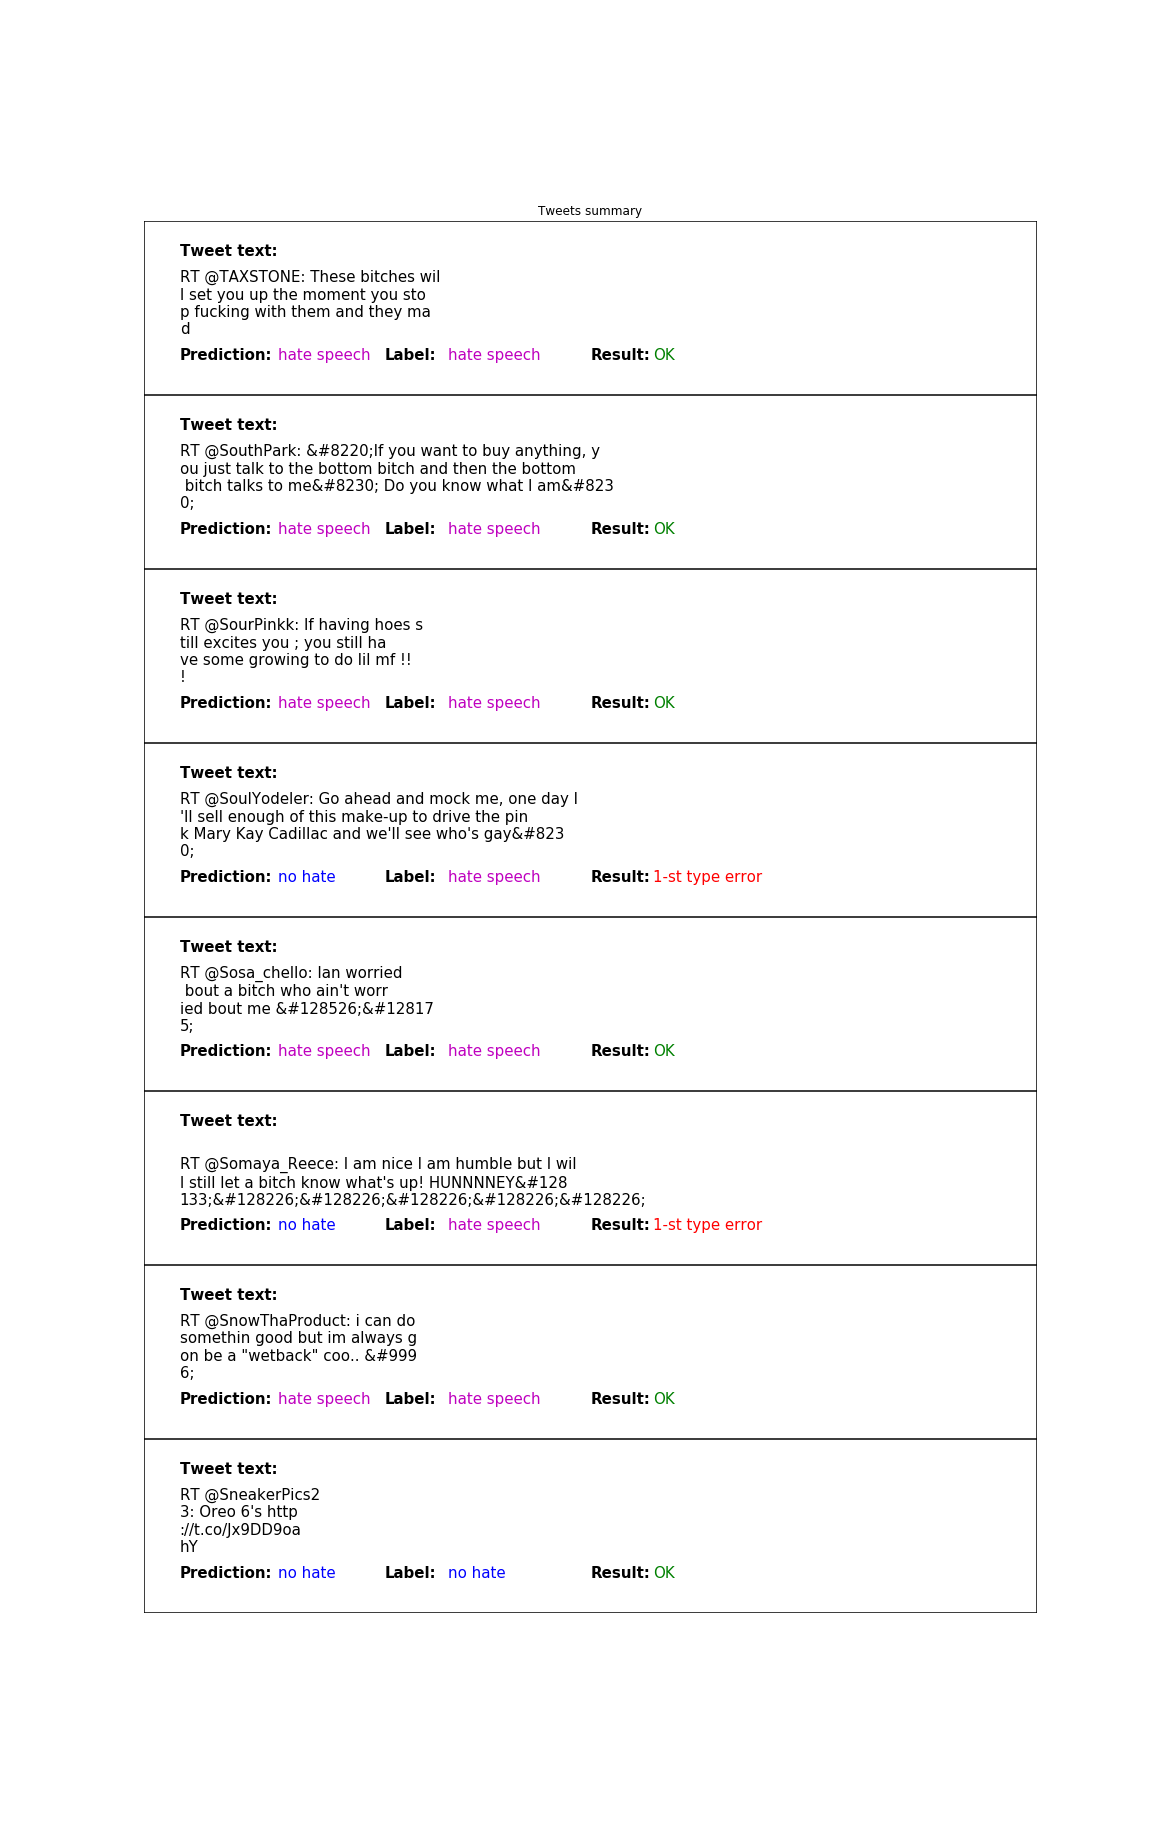 Tweets summary
Tweet text:
RT @TAXSTONE: These bitches wil
l set you up the moment you sto
p fucking with them and they ma
d
Prediction: hate speech Label: hate speech Result: OK
Tweet text:
RT @SouthPark: &#8220;If you want to buy anything, y
ou just talk to the bottom bitch and then the bottom
bitch talks to me&#8230; Do you know what I am&#823
0;
Prediction: hate speech Label: hate speech Result: OK
Tweet text:
RT @SourPinkk: If having hoes s
till excites you ; you still ha
ve some growing to do lil mf !!
!
Prediction: hate speech Label: hate speech Result: OK
Tweet text:
RT @SoulYodeler: Go ahead and mock me, one day I
'll sell enough of this make-up to drive the pin
k Mary Kay Cadillac and we'll see who's gay&#823
0;
Prediction: no hate Label: hate speech Result: 1-st type error
Tweet text:
RT @Sosa_chello: Ian worried
bout a bitch who ain't worr
ied bout me &#128526;&#12817
5;
Prediction: hate speech Label: hate speech Result: OK
Tweet text:
RT @Somaya_Reece: I am nice I am humble but I wil
l still let a bitch know what's up! HUNNNNEY&#128
133;&#128226;&#128226;&#128226;&#128226;&#128226;
Prediction: no hate Label: hate speech Result: 1-st type error
Tweet text:
RT @SnowThaProduct: i can do
somethin good but im always g
on be a "wetback" coo.. &#999
6;
Prediction: hate speech Label: hate speech Result: OK
Tweet text:
RT @SneakerPics2
3: Oreo 6's http
://t.co/Jx9DD9oa
hY
Prediction: no hate Label: no hate Result: OK